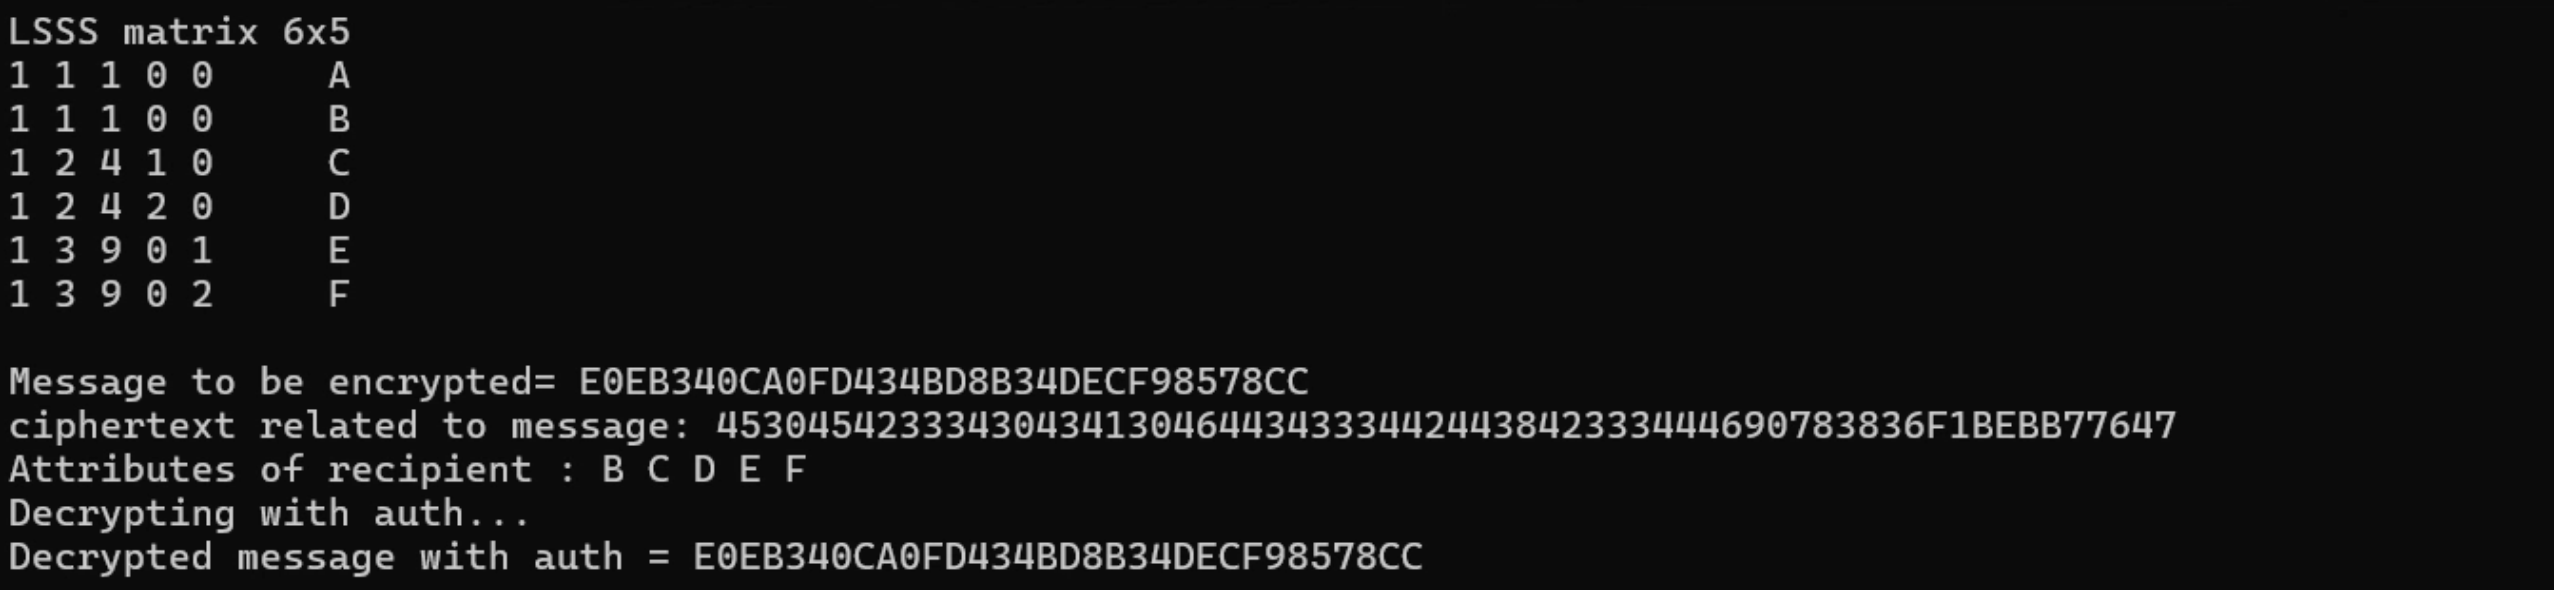 LSSS matrix 6x5
1 1 1 0 0     A
1 1 1 0 0     B
1 2 4 1 0     C
1 2 4 2 0     D
1 3 9 0 1     E
1 3 9 0 2     F
Message to be encrypted= E0EB340CA0FD434BD8B34DECF98578CC
ciphertext related to message: 4530454233343043413046443433344244384233344469078383​6F1BEBB77647
Attributes of recipient : B C D E F
Decrypting with auth...
Decrypted message with auth = E0EB340CA0FD434BD8B34DECF98578CC